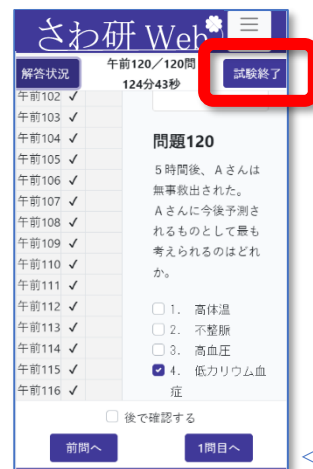 さわ研 Web
解答状況
午前120／120問
124分43秒
試験終了
午前102 ✓
午前103 ✓
午前104 ✓
午前105 ✓
午前106 ✓
午前107 ✓
午前108 ✓
午前109 ✓
午前110 ✓
午前111 ✓
午前112 ✓
午前113 ✓
午前114 ✓
午前115 ✓
午前116 ✓
問題120
５時間後、Ａさんは
無事救出された。
Ａさんに今後予測さ
れるものとして最も
考えられるのはどれ
か。
1. 高体温
2. 不整脈
3. 高血圧
4. 低カリウム血
症
後で確認する
前問へ
1問目へ
<